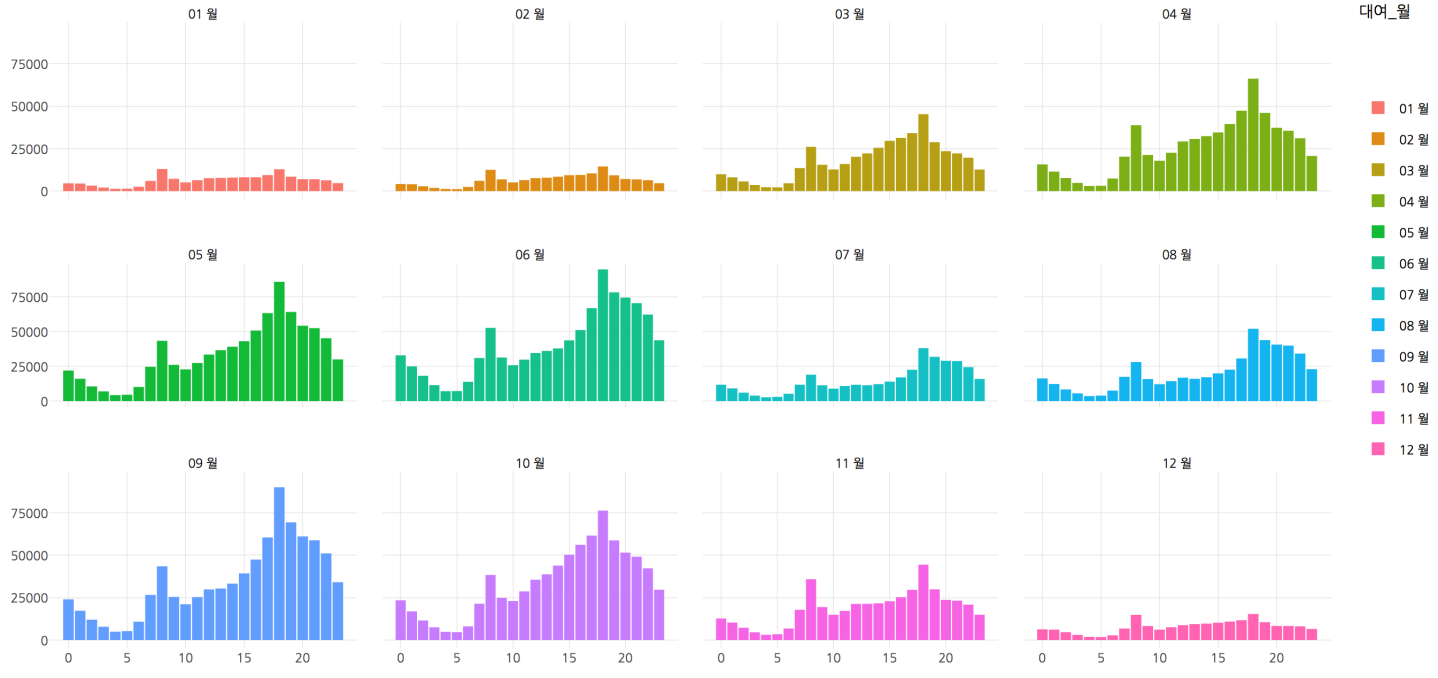 01 월 02 월 03 월 04 월 대여_월
75000
50000
25000
0
05 월 06 월 07 월 08 월
75000
50000
25000
0
09 월 10 월 11 월 12 월
75000
50000
25000
0
0 5 10 15 20 0 5 10 15 20 0 5 10 15 20 0 5 10 15 20
01 월
02 월
03 월
04 월
05 월
06 월
07 월
08 월
09 월
10 월
11 월
12 월